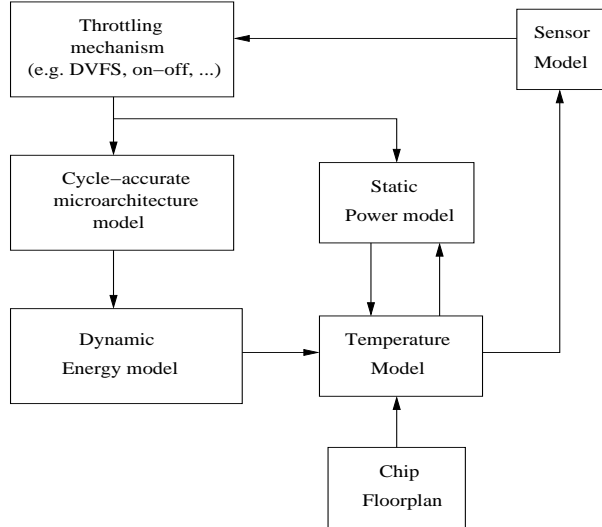 Throttling
mechanism
(e.g. DVFS, on−off, ...)
Sensor
Model
Cycle−accurate
microarchitecture
model
Static
Power model
Dynamic
Energy model
Temperature
Model
Chip
Floorplan